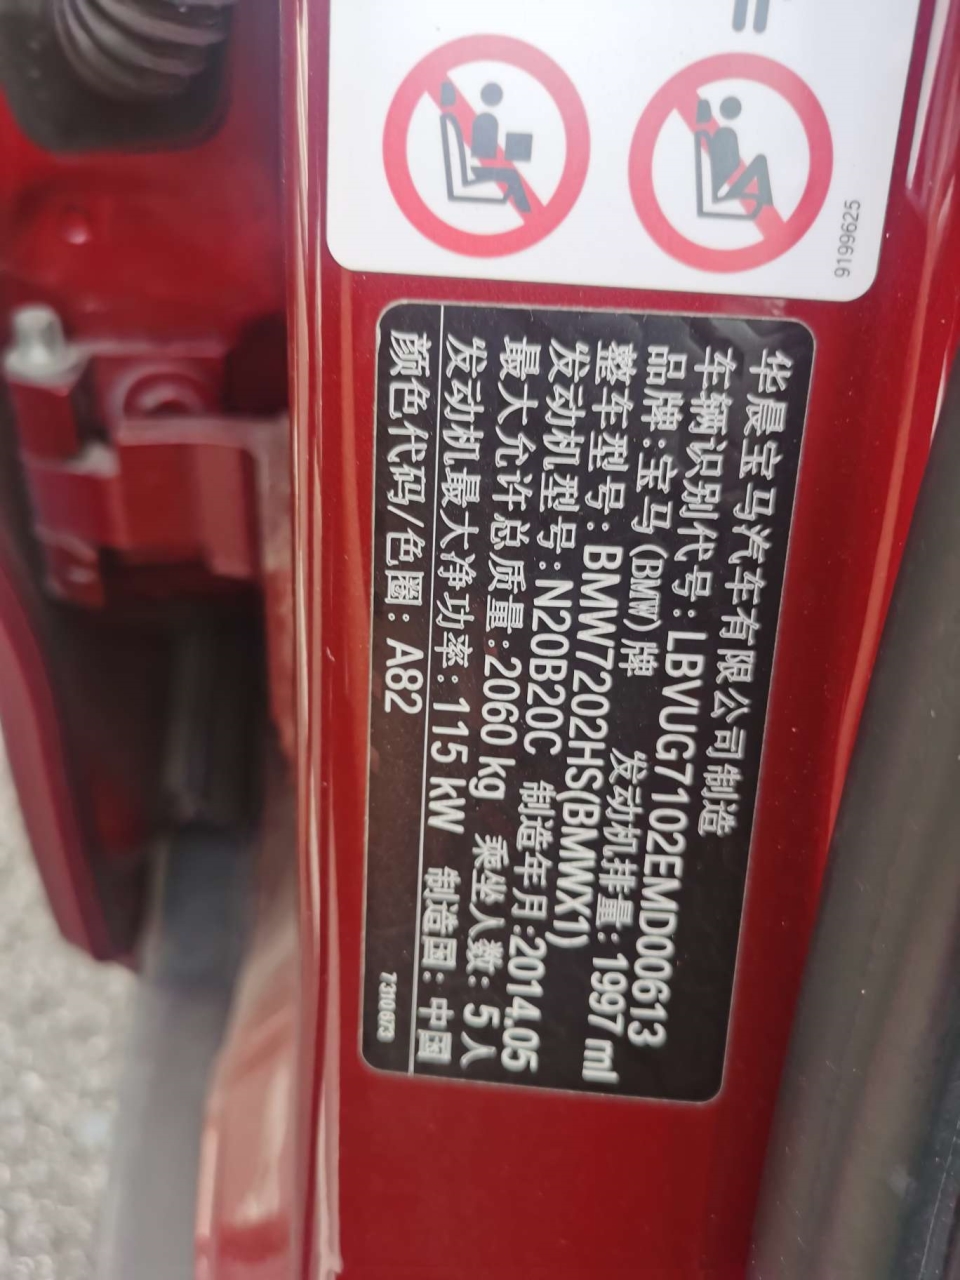 9199625
华晨宝马汽车有限公司制造
车辆识别代号:LBVUG7102EMD00613
品牌:宝马(BMW)牌 发动机排量:1997 ml
整车型号:BMW7202HS(BMWX1)
发动机型号:N20B20C 制造年月:2014.05
最大允许总质量:2060 kg 乘坐人数:5人
发动机最大净功率:115 kW 制造国:中国
颜色代码/色圈:A82
7310 673